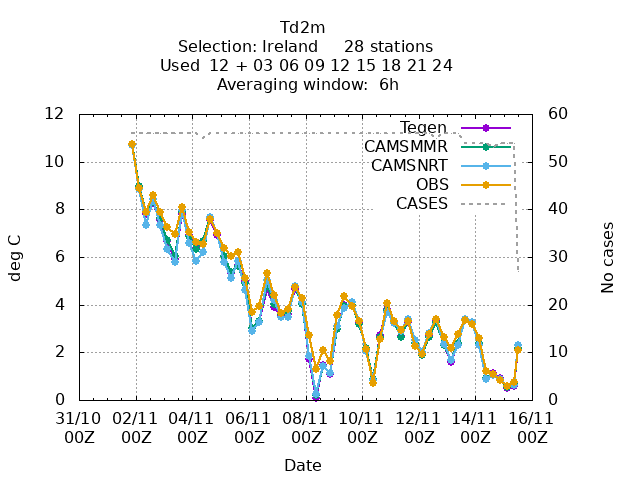 Td2m
Selection: Ireland 28 stations
Used 12 + 03 06 09 12 15 18 21 24
Averaging window: 6h
12
10
8
6
4
2
0
deg C
60
50
40
30
20
10
0
No cases
Tegen
CAMSMMR
CAMSNRT
OBS
CASES
31/10 02/11 04/11 06/11 08/11 10/11 12/11 14/11 16/11
00Z 00Z 00Z 00Z 00Z 00Z 00Z 00Z 00Z
Date